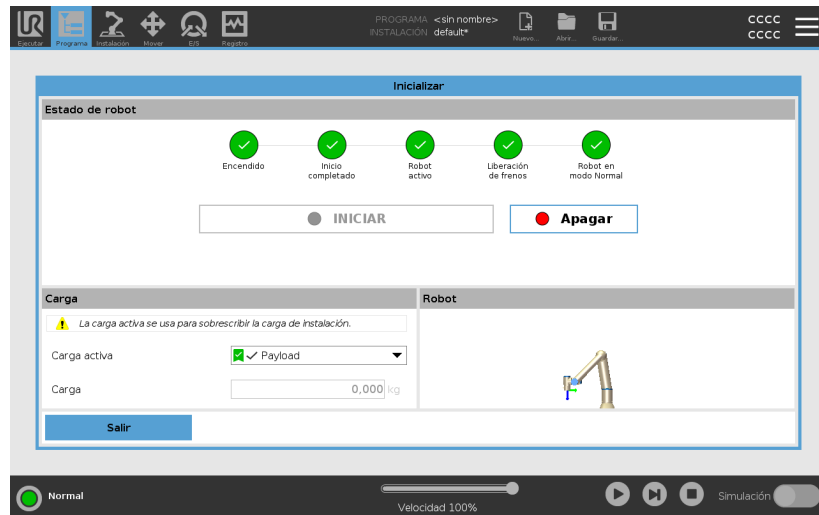 UR
PROGRAMA <sin nombre>
INSTALACIÓN default*
cccc
cccc
Ejecutar Programa Instalación Mover E/S Registro Nuevo... Abrir... Guardar...
Inicializar
Estado de robot
Encendido
Inicio completado
Robot activo
Liberación de frenos
Robot en modo Normal
INICIAR
Apagar
Carga
Robot
La carga activa se usa para sobrescribir la carga de instalación.
Carga activa
Payload
Carga
0,000 kg
Salir
Normal
Velocidad 100%
Simulación